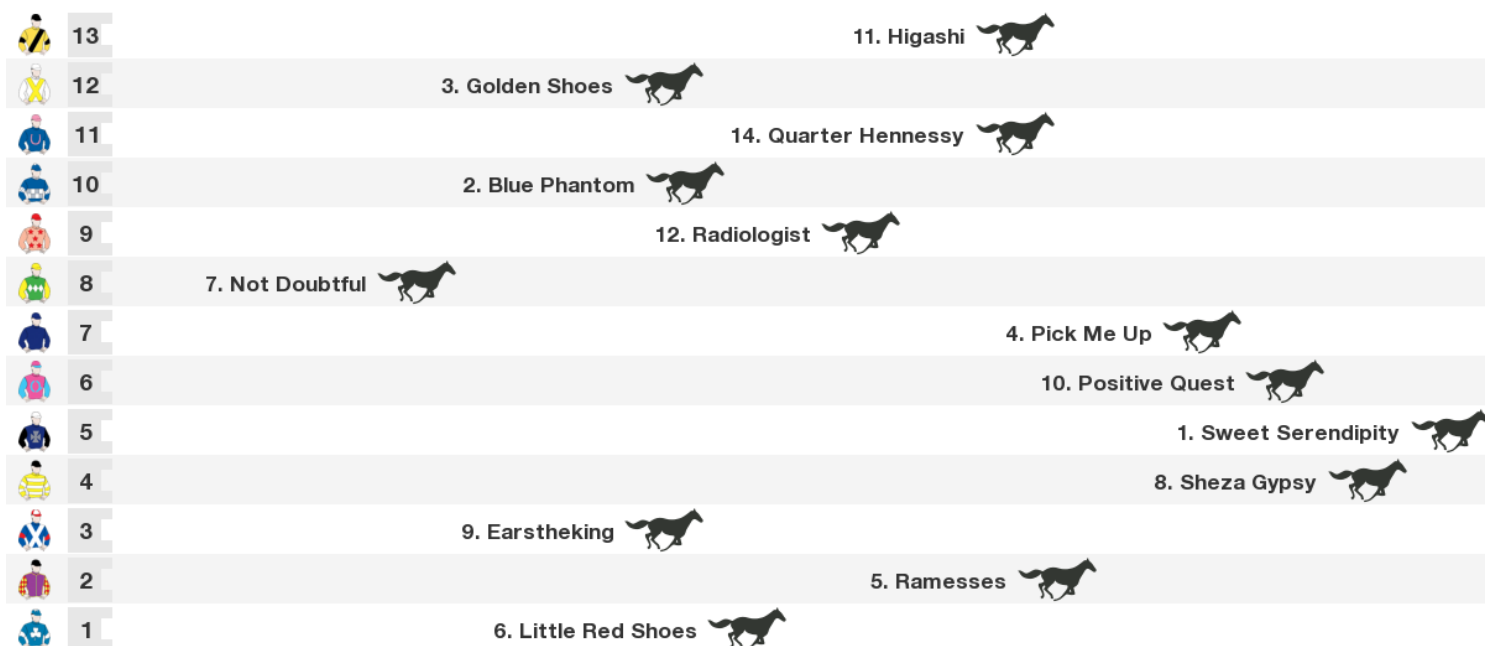 13 11. Higashi
12 3. Golden Shoes
11 14. Quarter Hennessy
10 2. Blue Phantom
9 12. Radiologist
8 7. Not Doubtful
7 4. Pick Me Up
6 10. Positive Quest
5 1. Sweet Serendipity
4 8. Sheza Gypsy
3 9. Earstheking
2 5. Ramesses
1 6. Little Red Shoes